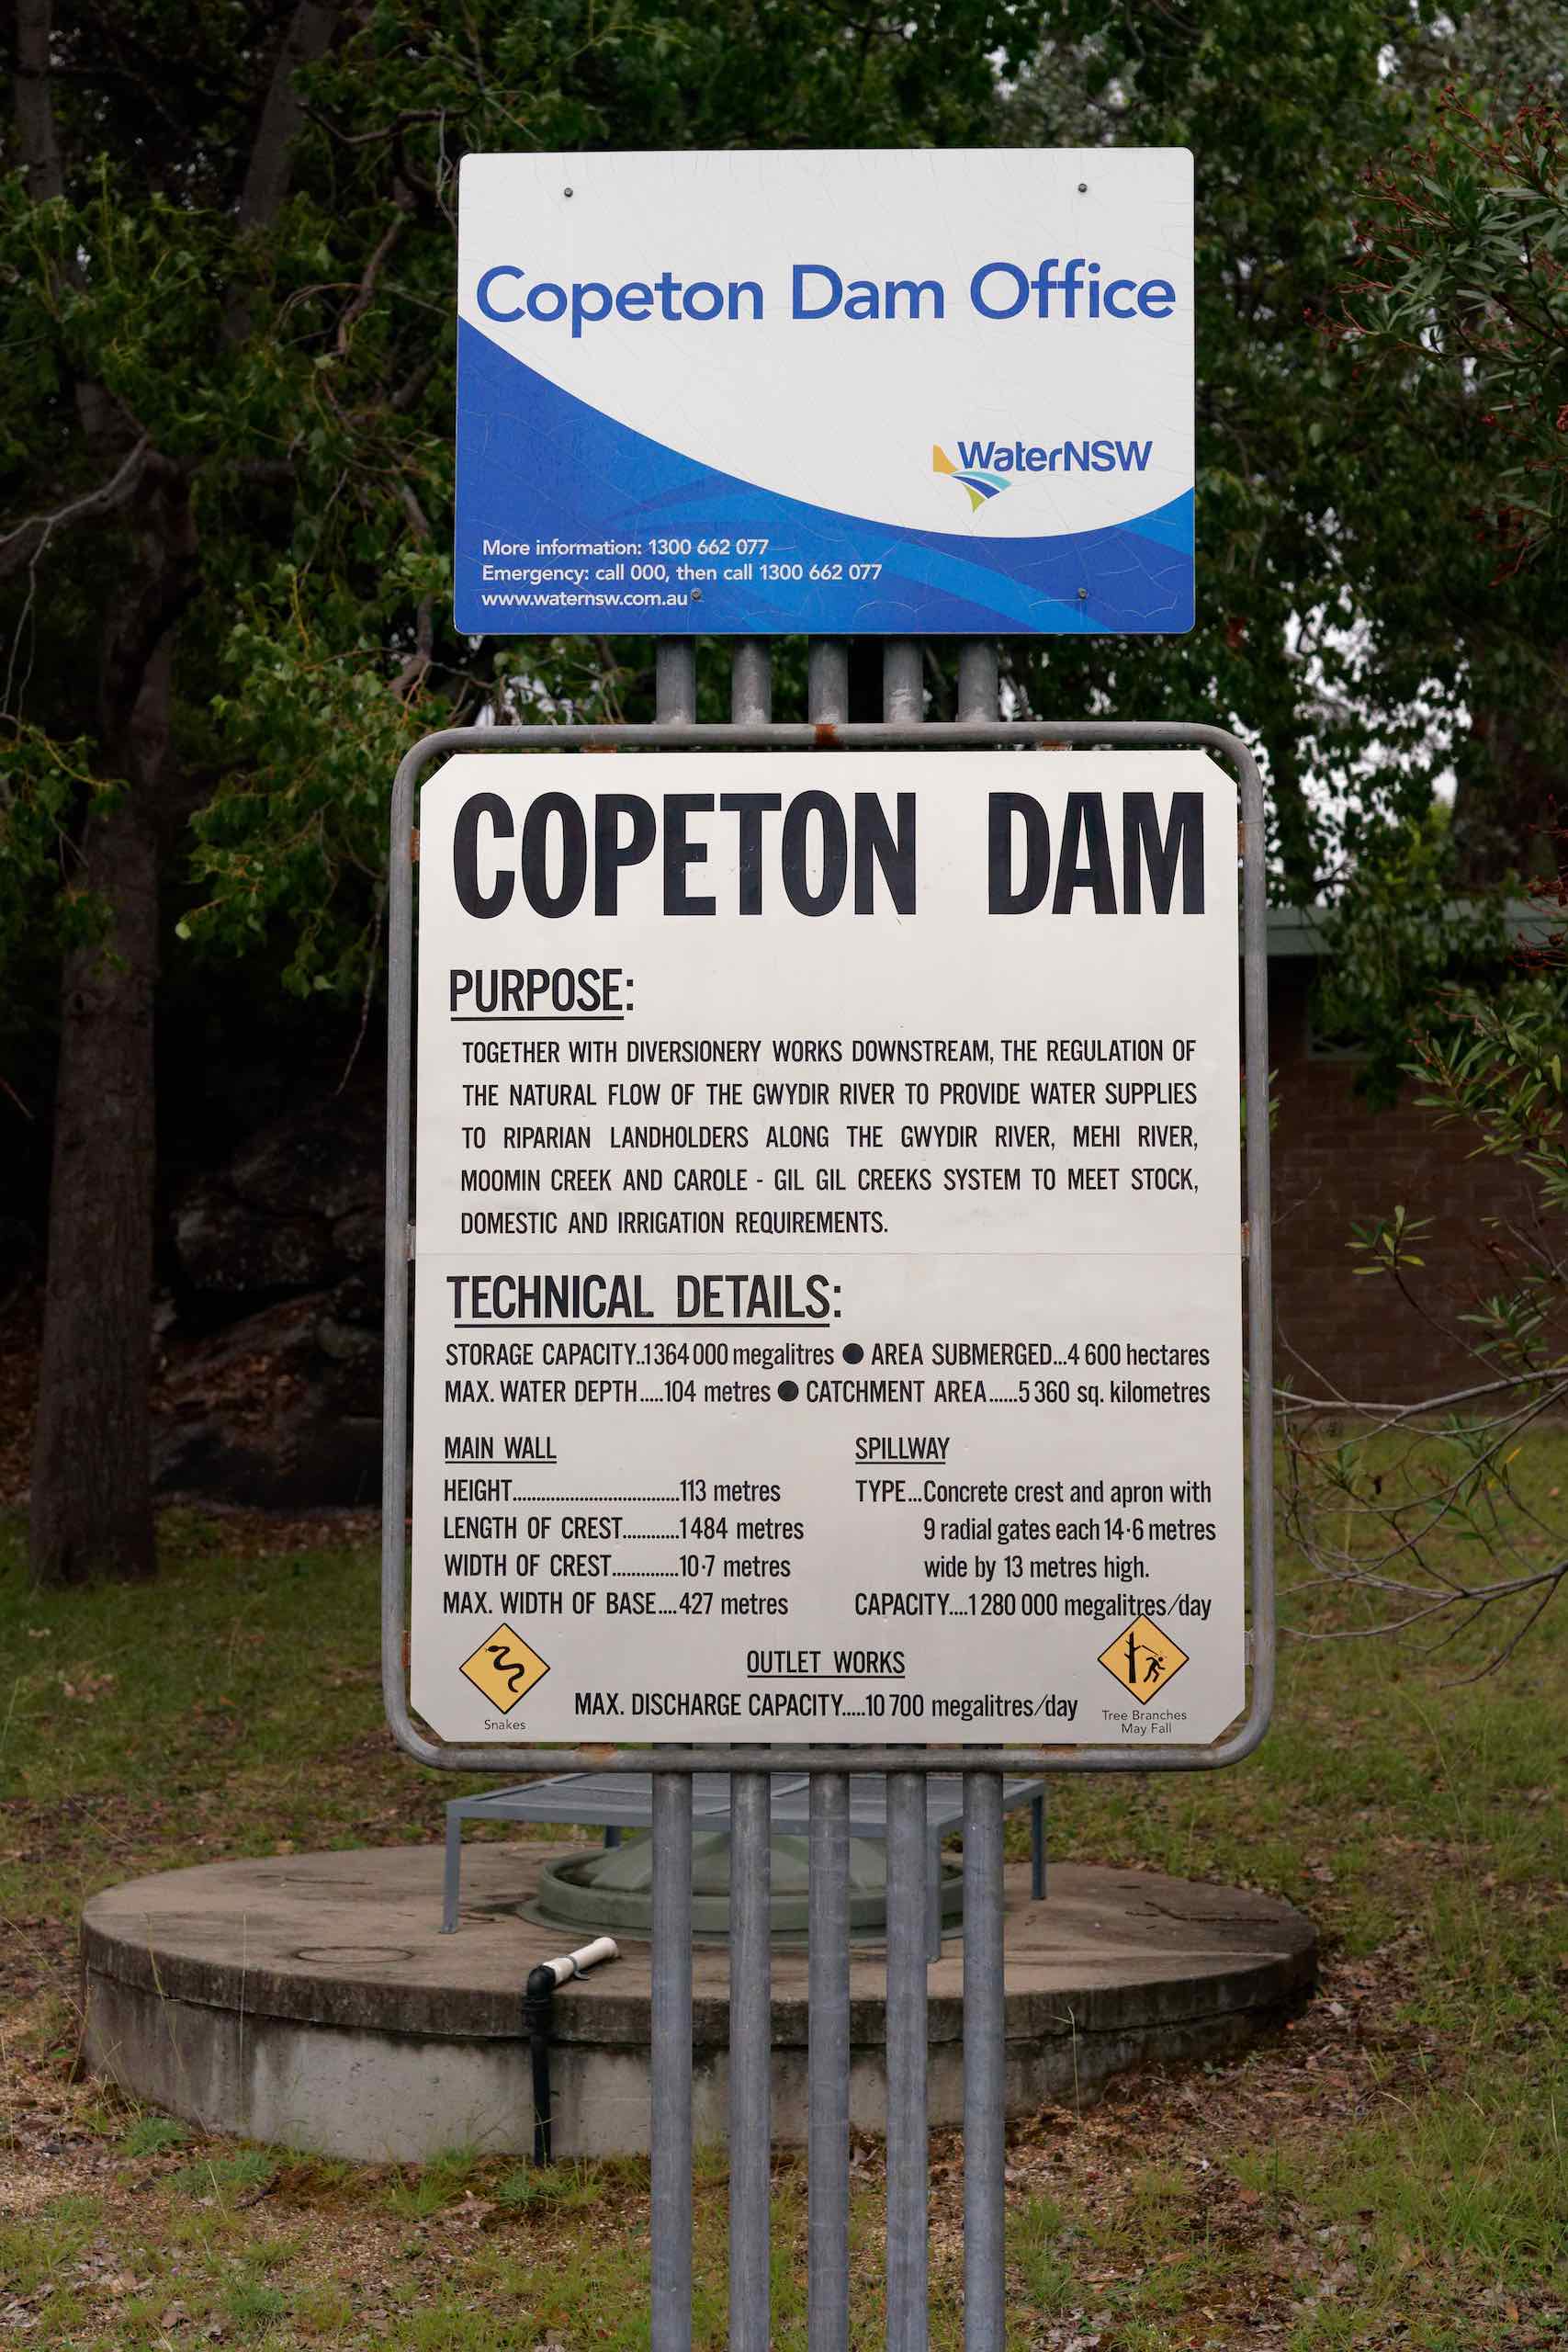 Copeton Dam Office
WaterNSW
More information: 1300 662 077
Emergency: call 000, then call 1300 662 077
www.waternsw.com.au
COPETON DAM
PURPOSE:
TOGETHER WITH DIVERSIONERY WORKS DOWNSTREAM, THE REGULATION OF
THE NATURAL FLOW OF THE GWYDIR RIVER TO PROVIDE WATER SUPPLIES
TO RIPARIAN LANDHOLDERS ALONG THE GWYDIR RIVER, MEHI RIVER,
MOOMIN CREEK AND CAROLE - GIL GIL CREEKS SYSTEM TO MEET STOCK,
DOMESTIC AND IRRIGATION REQUIREMENTS.
TECHNICAL DETAILS:
STORAGE CAPACITY..1364 000 megalitres ● AREA SUBMERGED...4 600 hectares
MAX. WATER DEPTH.....104 metres ● CATCHMENT AREA......5 360 sq. kilometres
MAIN WALL
HEIGHT..................................113 metres
LENGTH OF CREST............1484 metres
WIDTH OF CREST..............10·7 metres
MAX. WIDTH OF BASE....427 metres
SPILLWAY
TYPE...Concrete crest and apron with
9 radial gates each 14·6 metres
wide by 13 metres high.
CAPACITY....1 280 000 megalitres/day
OUTLET WORKS
MAX. DISCHARGE CAPACITY.....10 700 megalitres/day
Snakes
Tree Branches
May Fall